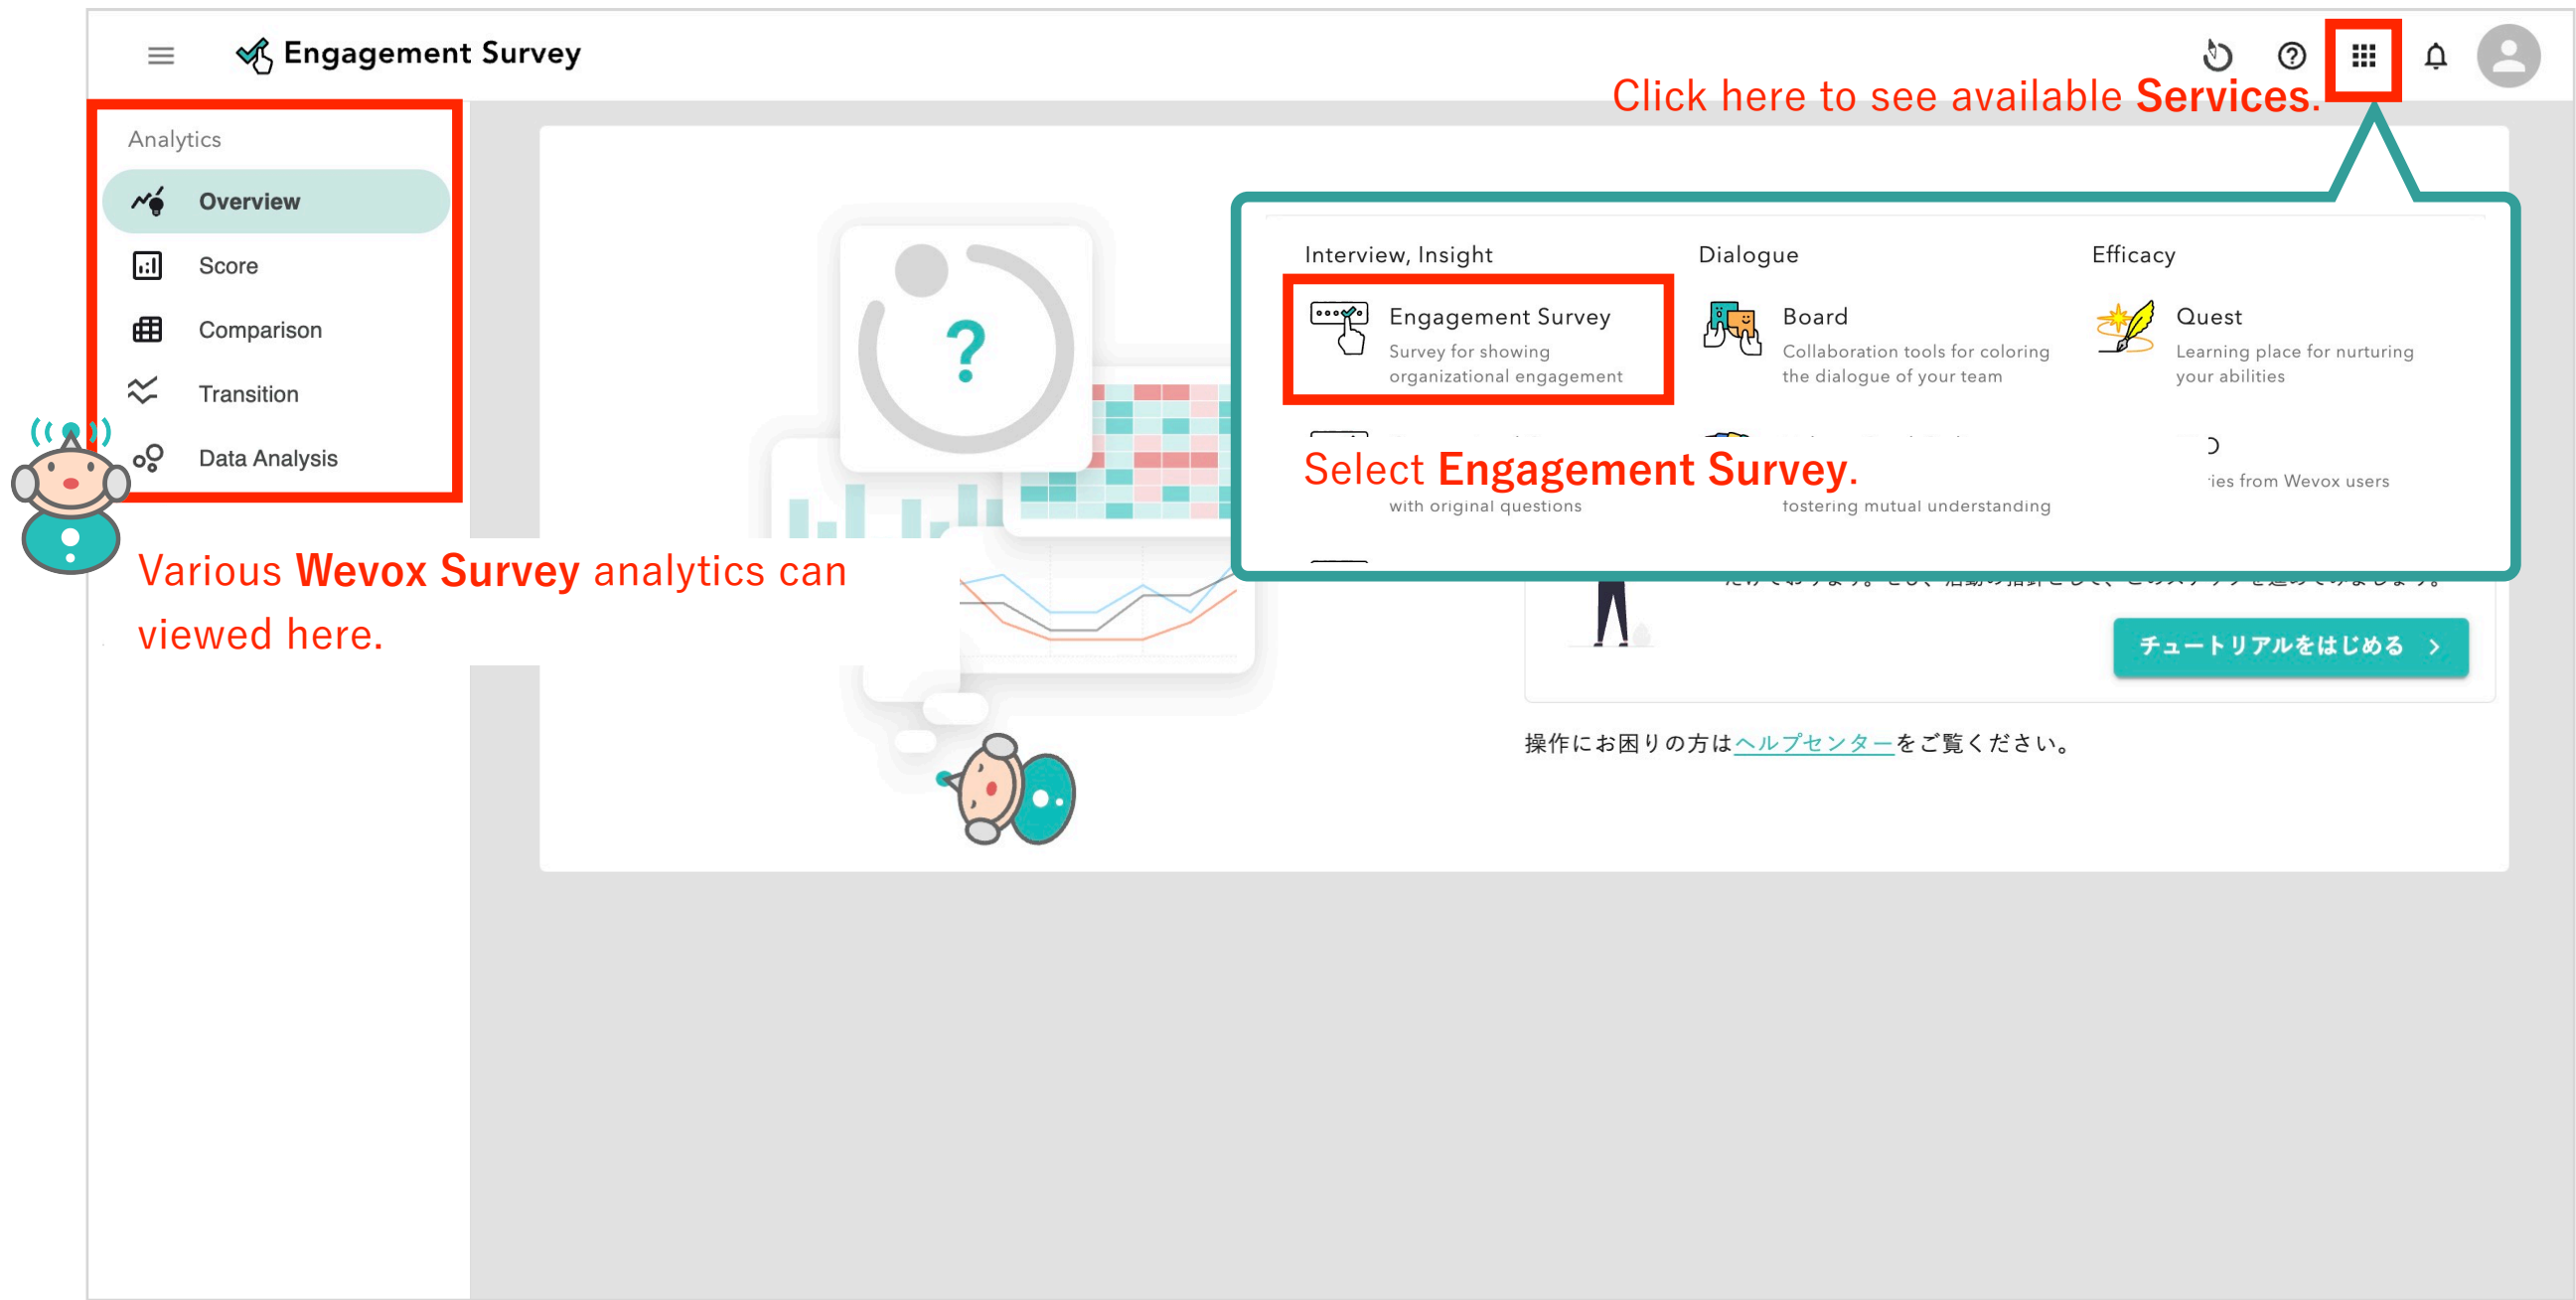 Engagement Survey
Click here to see available Services.
Analytics
Overview
Score
Comparison
Transition
Data Analysis
Various Wevox Survey analytics can
viewed here.
?
Interview, Insight
Engagement Survey
Survey for showing
organizational engagement
Select Engagement Survey.
with original questions
Dialogue
Board
Collaboration tools for coloring
the dialogue of your team
fostering mutual understanding
Efficacy
Quest
Learning place for nurturing
your abilities
from Wevox users
チュートリアルをはじめる
操作にお困りの方はヘルプセンターをご覧ください。